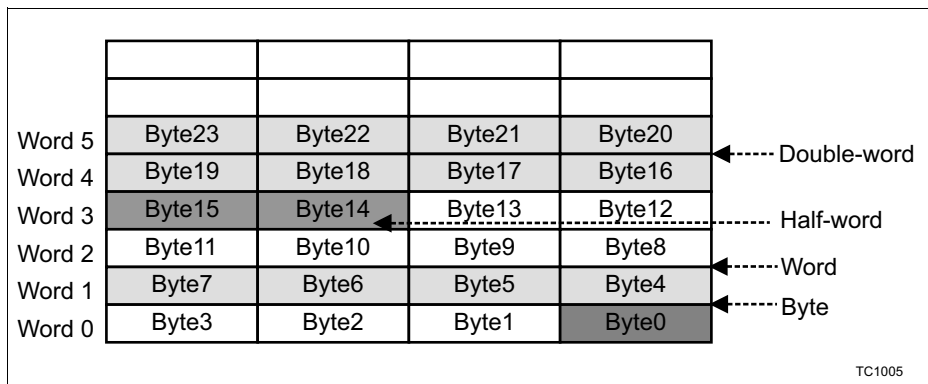 Word 5 Byte23 Byte22 Byte21 Byte20
Double-word
Word 4 Byte19 Byte18 Byte17 Byte16
Word 3 Byte15 Byte14 Byte13 Byte12
Half-word
Word 2 Byte11 Byte10 Byte9 Byte8
Word
Word 1 Byte7 Byte6 Byte5 Byte4
Byte
Word 0 Byte3 Byte2 Byte1 Byte0
TC1005